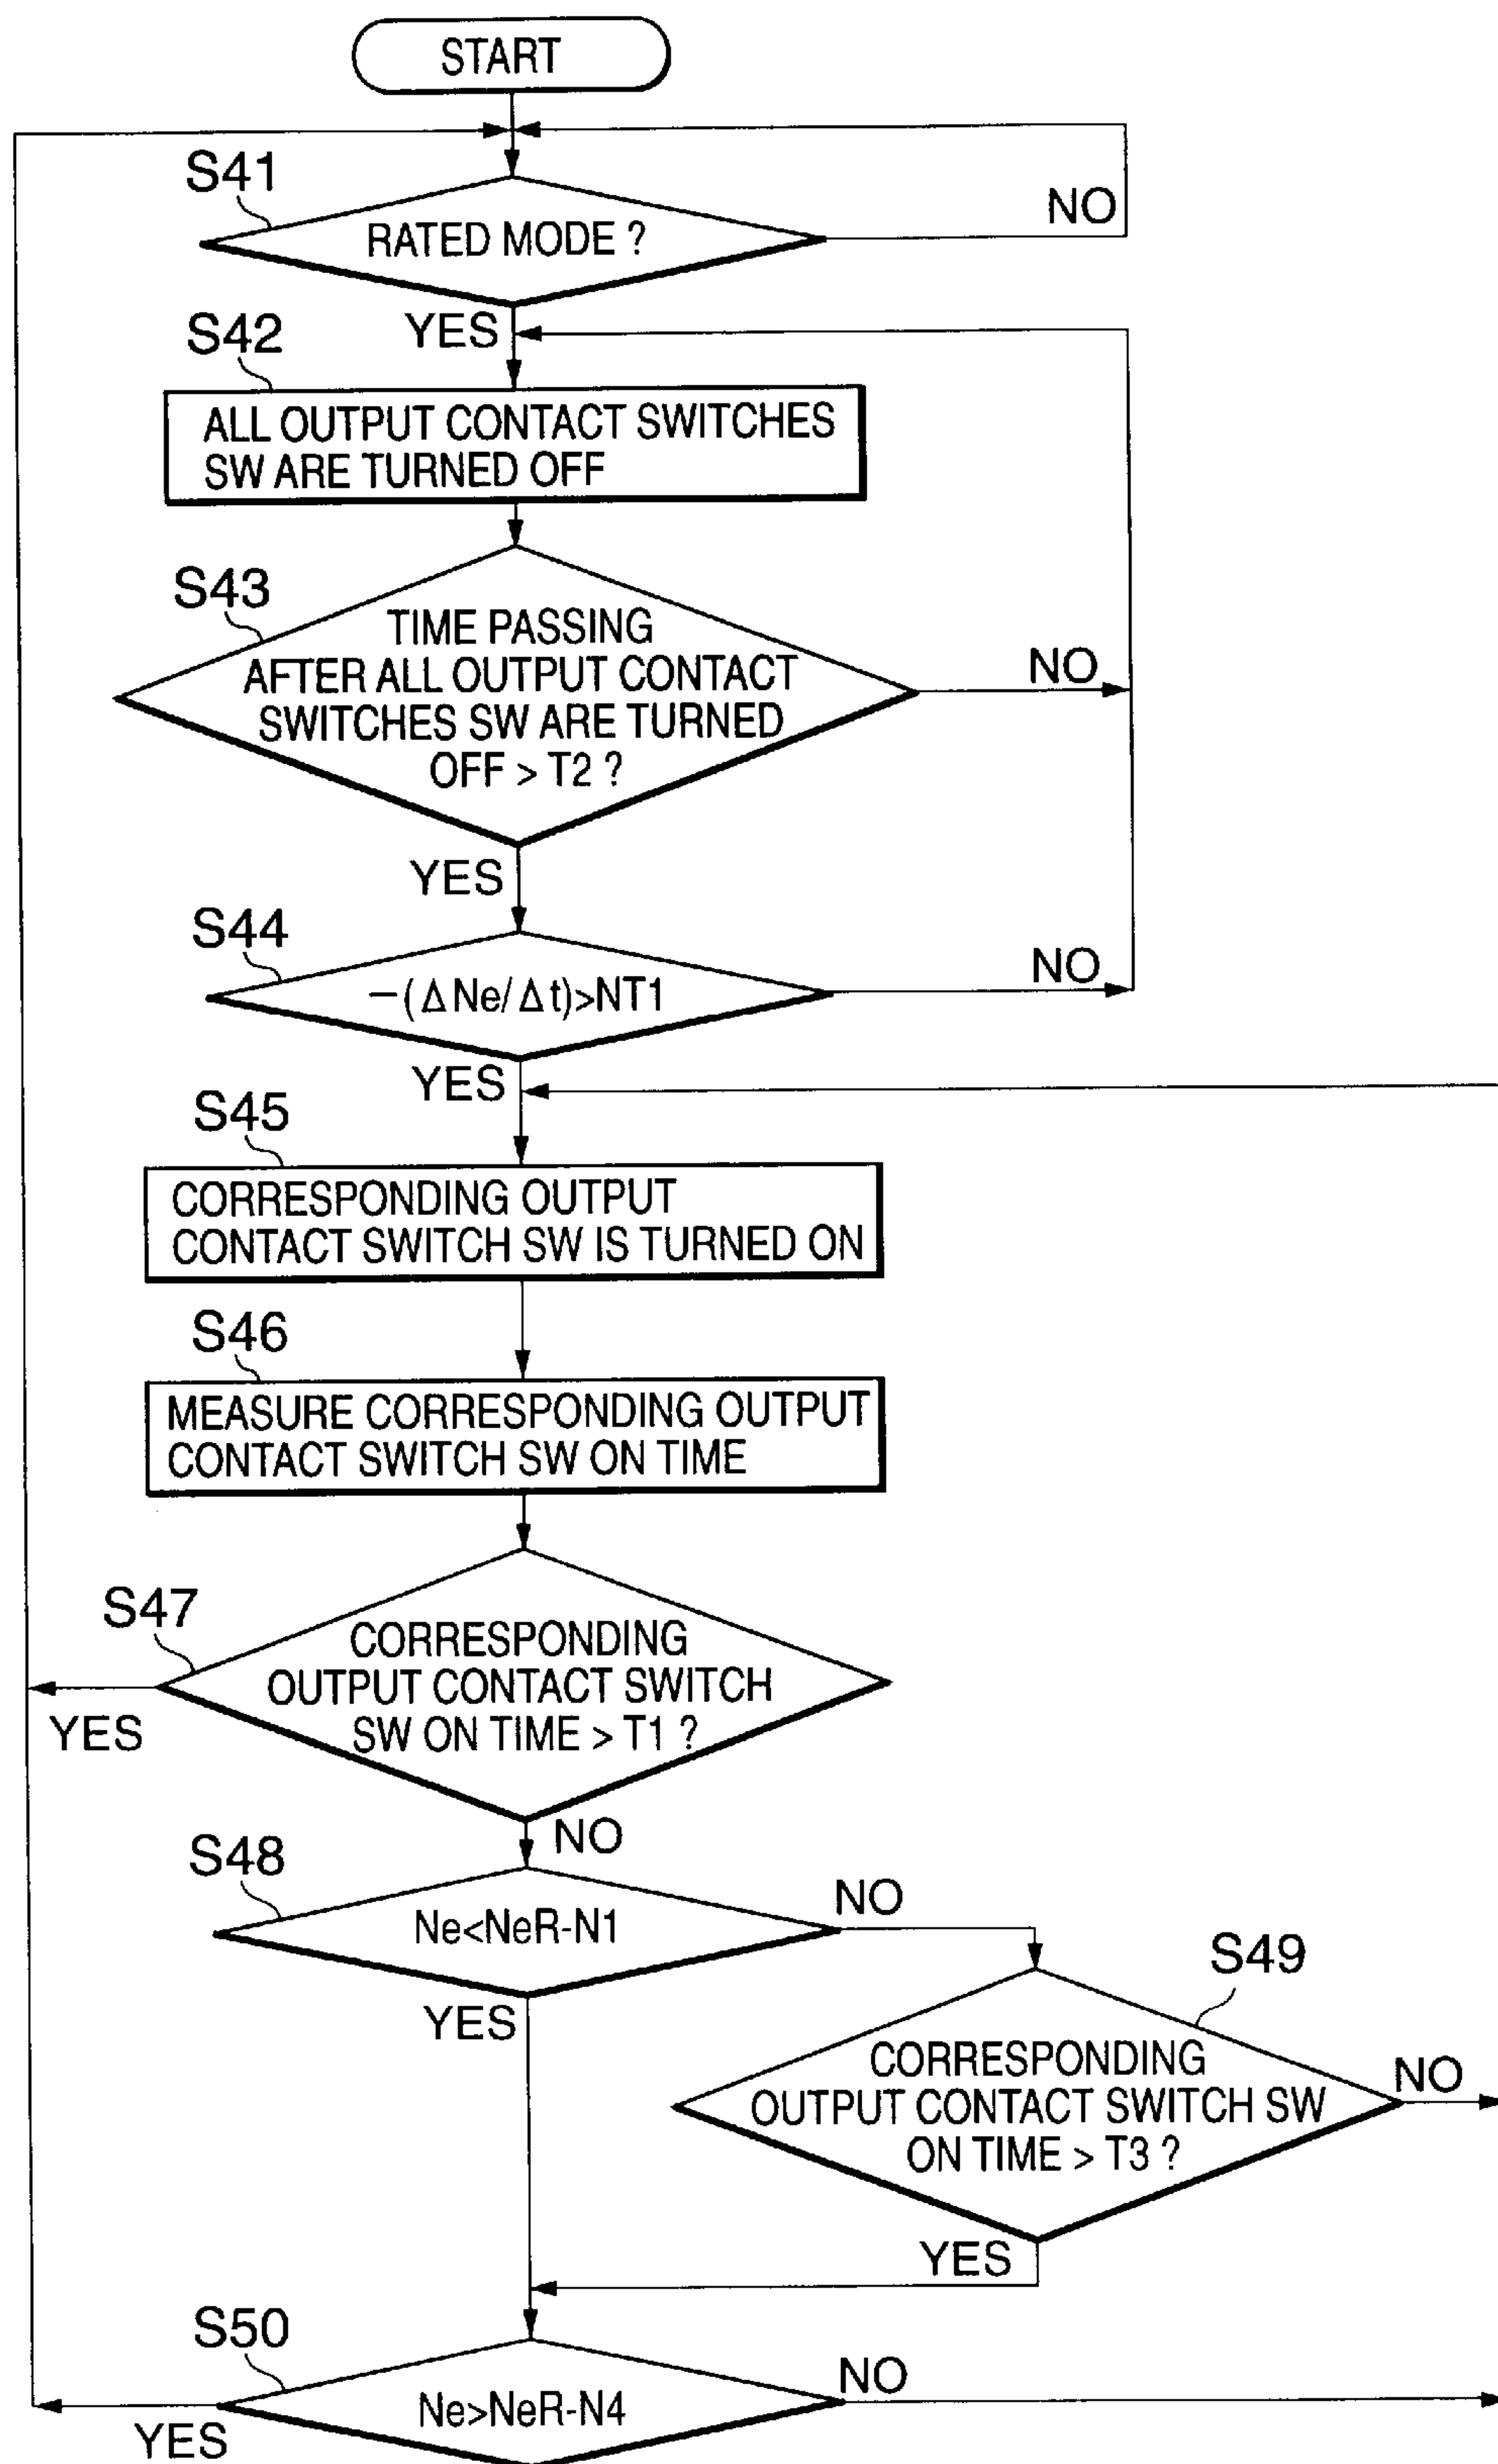 START
S41
RATED MODE ?
NO
YES
S42
ALL OUTPUT CONTACT SWITCHES
SW ARE TURNED OFF
S43
TIME PASSING
AFTER ALL OUTPUT CONTACT
SWITCHES SW ARE TURNED
OFF > T2 ?
NO
YES
S44
−(ΔNe/Δt)>NT1
NO
YES
S45
CORRESPONDING OUTPUT
CONTACT SWITCH SW IS TURNED ON
S46
MEASURE CORRESPONDING OUTPUT
CONTACT SWITCH SW ON TIME
S47
CORRESPONDING
OUTPUT CONTACT SWITCH
SW ON TIME > T1 ?
YES
NO
S48
Ne<NeR-N1
NO
YES
S49
CORRESPONDING
OUTPUT CONTACT SWITCH SW
ON TIME > T3 ?
NO
YES
S50
Ne>NeR-N4
NO
YES